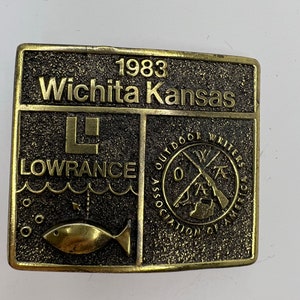 1983
Wichita Kansas
LOWRANCE
OUTDOOR WRITERS ASSOCIATION OF AMERICA
O